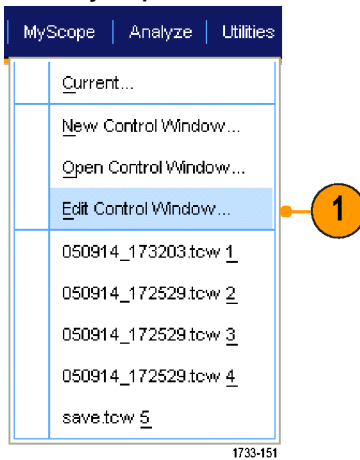 MyScope | Analyze | Utilities
Current...
New Control Window...
Open Control Window...
Edit Control Window...
1
050914_173203.tcw 1
050914_172529.tcw 2
050914_172529.tcw 3
050914_172529.tcw 4
save.tcw 5
1733-151